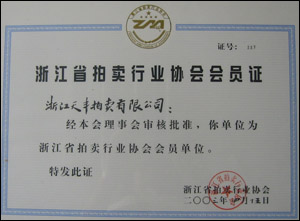 证号：117
浙江省拍卖行业协会会员证
浙江天丰拍卖有限公司：
经本会理事会审核批准，你单位为
浙江省拍卖行业协会会员单位。
特发此证
浙江省拍卖行业协会